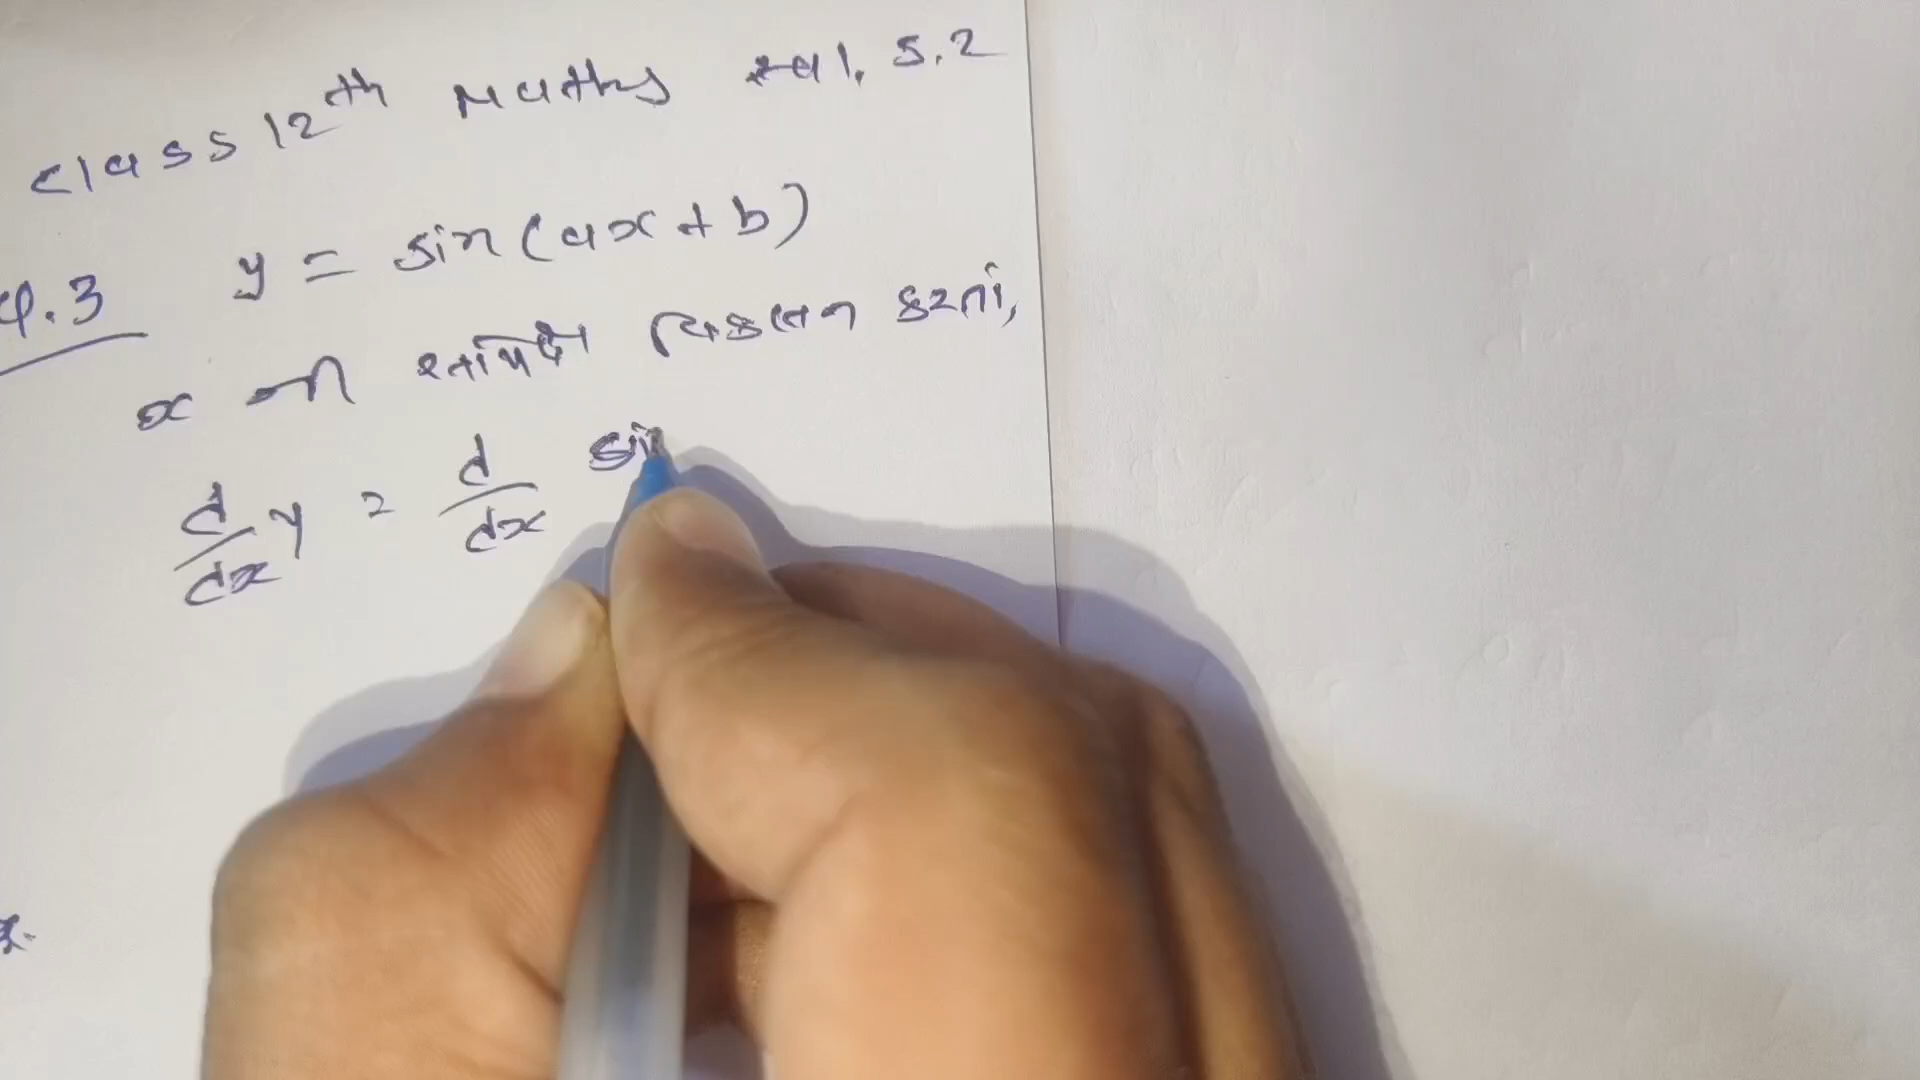 class 12th Maths સ્વા. 5.2
Q.3 y = sin(ax + b)
x ની સાપેક્ષે વિકલન કરતાં,
d/dx y = d/dx sin